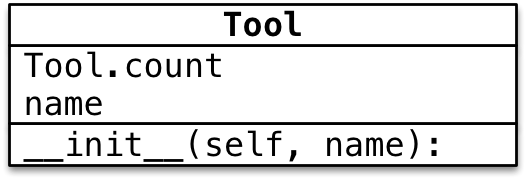 Tool
Tool.count
name
__init__(self, name):